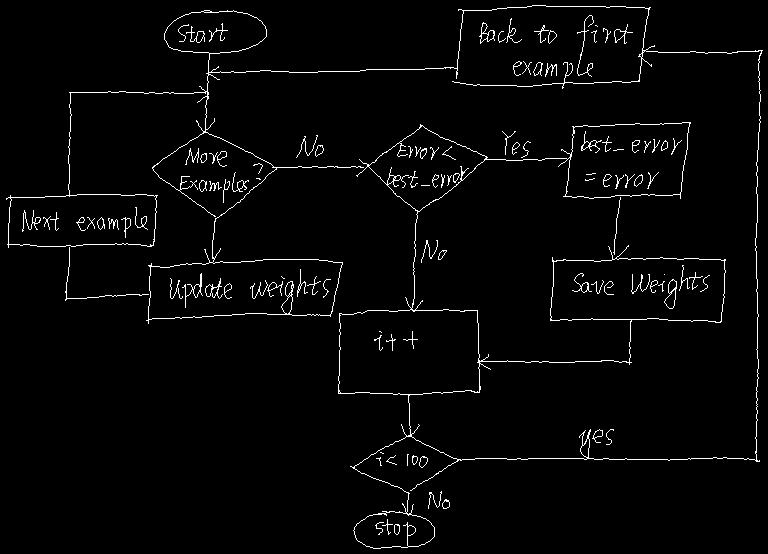 Start
Back to first
example
More
Examples?
No
Error<
best_error
Yes
best_error
=error
Next example
No
Update weights
Save Weights
i++
i<100
yes
No
stop